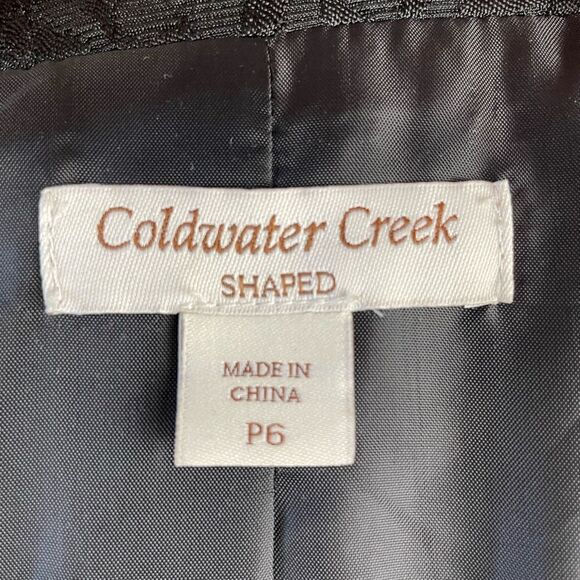 Coldwater Creek
SHAPED
MADE IN
CHINA
P6